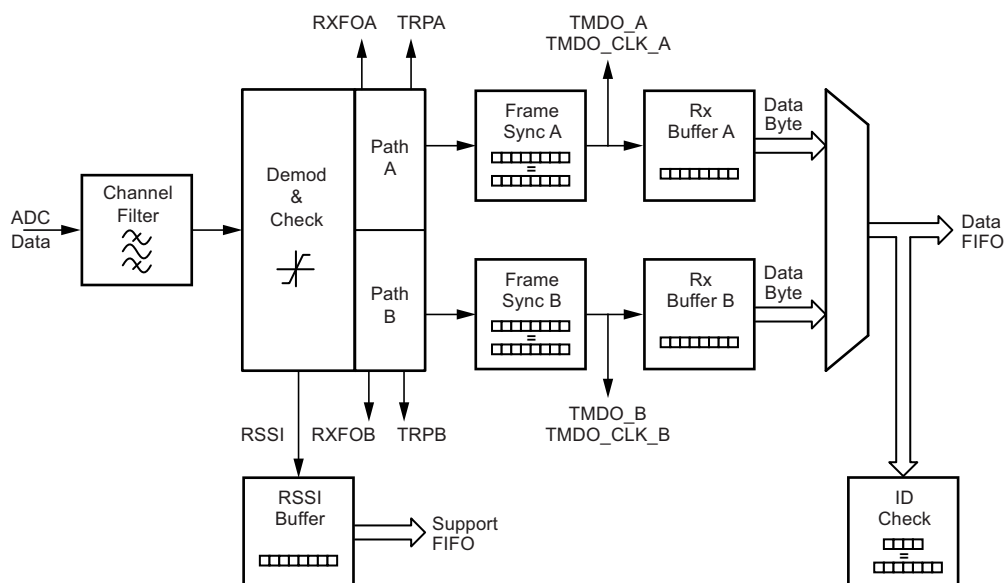 RXFOA
TRPA
TMDO_A
TMDO_CLK_A
ADC
Data
Channel
Filter
Demod
&
Check
Path
A
Path
B
Frame
Sync A
=
Rx
Buffer A
Data
Byte
Frame
Sync B
=
Rx
Buffer B
Data
Byte
Data
FIFO
RSSI
RXFOB
TRPB
TMDO_B
TMDO_CLK_B
RSSI
Buffer
Support
FIFO
ID
Check
=